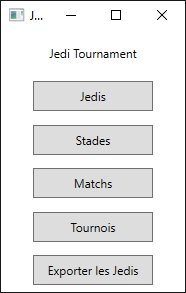 J...
Jedi Tournament
Jedis
Stades
Matchs
Tournois
Exporter les Jedis